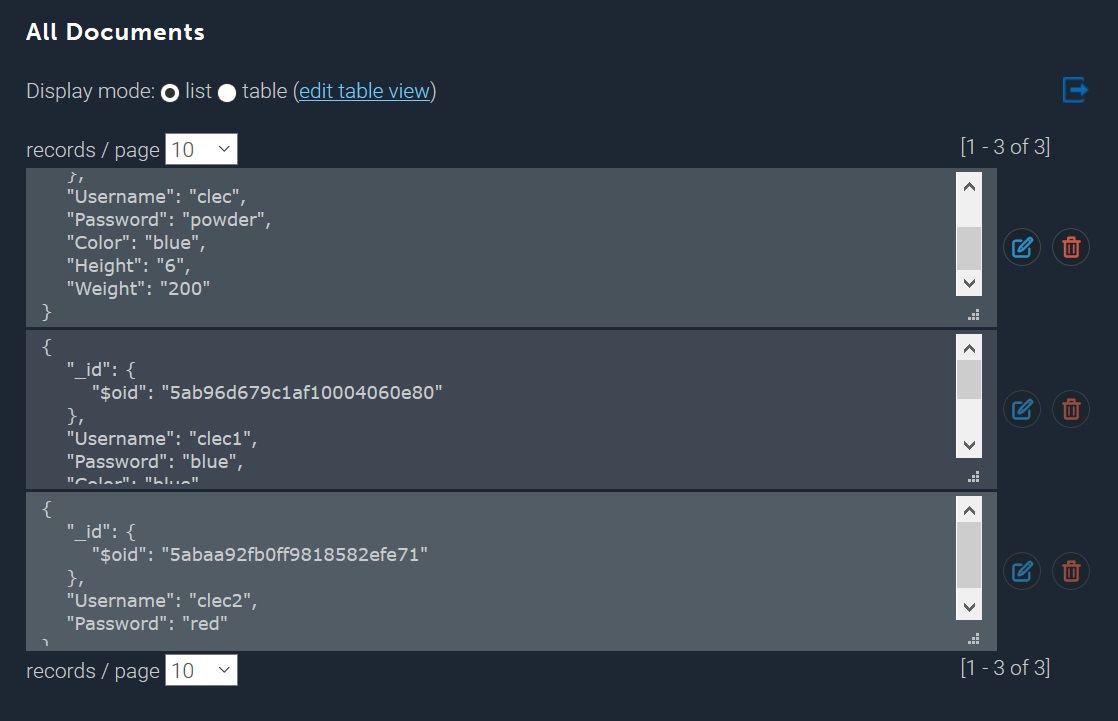 All Documents
Display mode: list table (edit table view)
records / page 10
[1 - 3 of 3]
},
"Username": "clec",
"Password": "powder",
"Color": "blue",
"Height": "6",
"Weight": "200"
}
{
"_id": {
"$oid": "5ab96d679c1af10004060e80"
},
"Username": "clec1",
"Password": "blue",
"Color": "blue"
{
"_id": {
"$oid": "5abaa92fb0ff9818582efe71"
},
"Username": "clec2",
"Password": "red"
}
records / page 10
[1 - 3 of 3]